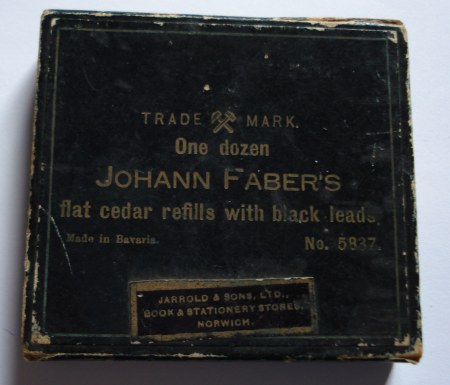 TRADE MARK.
One dozen
JOHANN FABER'S
flat cedar refills with black leads,
Made in Bavaria. No. 5837.
JARROLD & SONS, LTD.,
BOOK & STATIONERY STORES,
NORWICH.